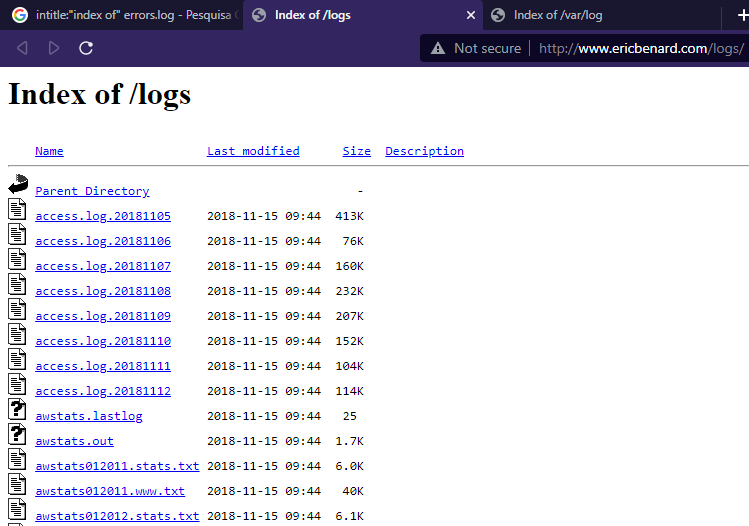 intitle:"index of" errors.log - Pesquisa
Index of /logs
Index of /var/log
Not secure
http://www.ericbenard.com/logs/
Index of /logs
Name Last modified Size Description
Parent Directory -
access.log.20181105 2018-11-15 09:44 413K
access.log.20181106 2018-11-15 09:44 76K
access.log.20181107 2018-11-15 09:44 160K
access.log.20181108 2018-11-15 09:44 232K
access.log.20181109 2018-11-15 09:44 207K
access.log.20181110 2018-11-15 09:44 152K
access.log.20181111 2018-11-15 09:44 104K
access.log.20181112 2018-11-15 09:44 114K
awstats.lastlog 2018-11-15 09:44 25
awstats.out 2018-11-15 09:44 1.7K
awstats012011.stats.txt 2018-11-15 09:44 6.0K
awstats012011.www.txt 2018-11-15 09:44 40K
awstats012012.stats.txt 2018-11-15 09:44 6.1K